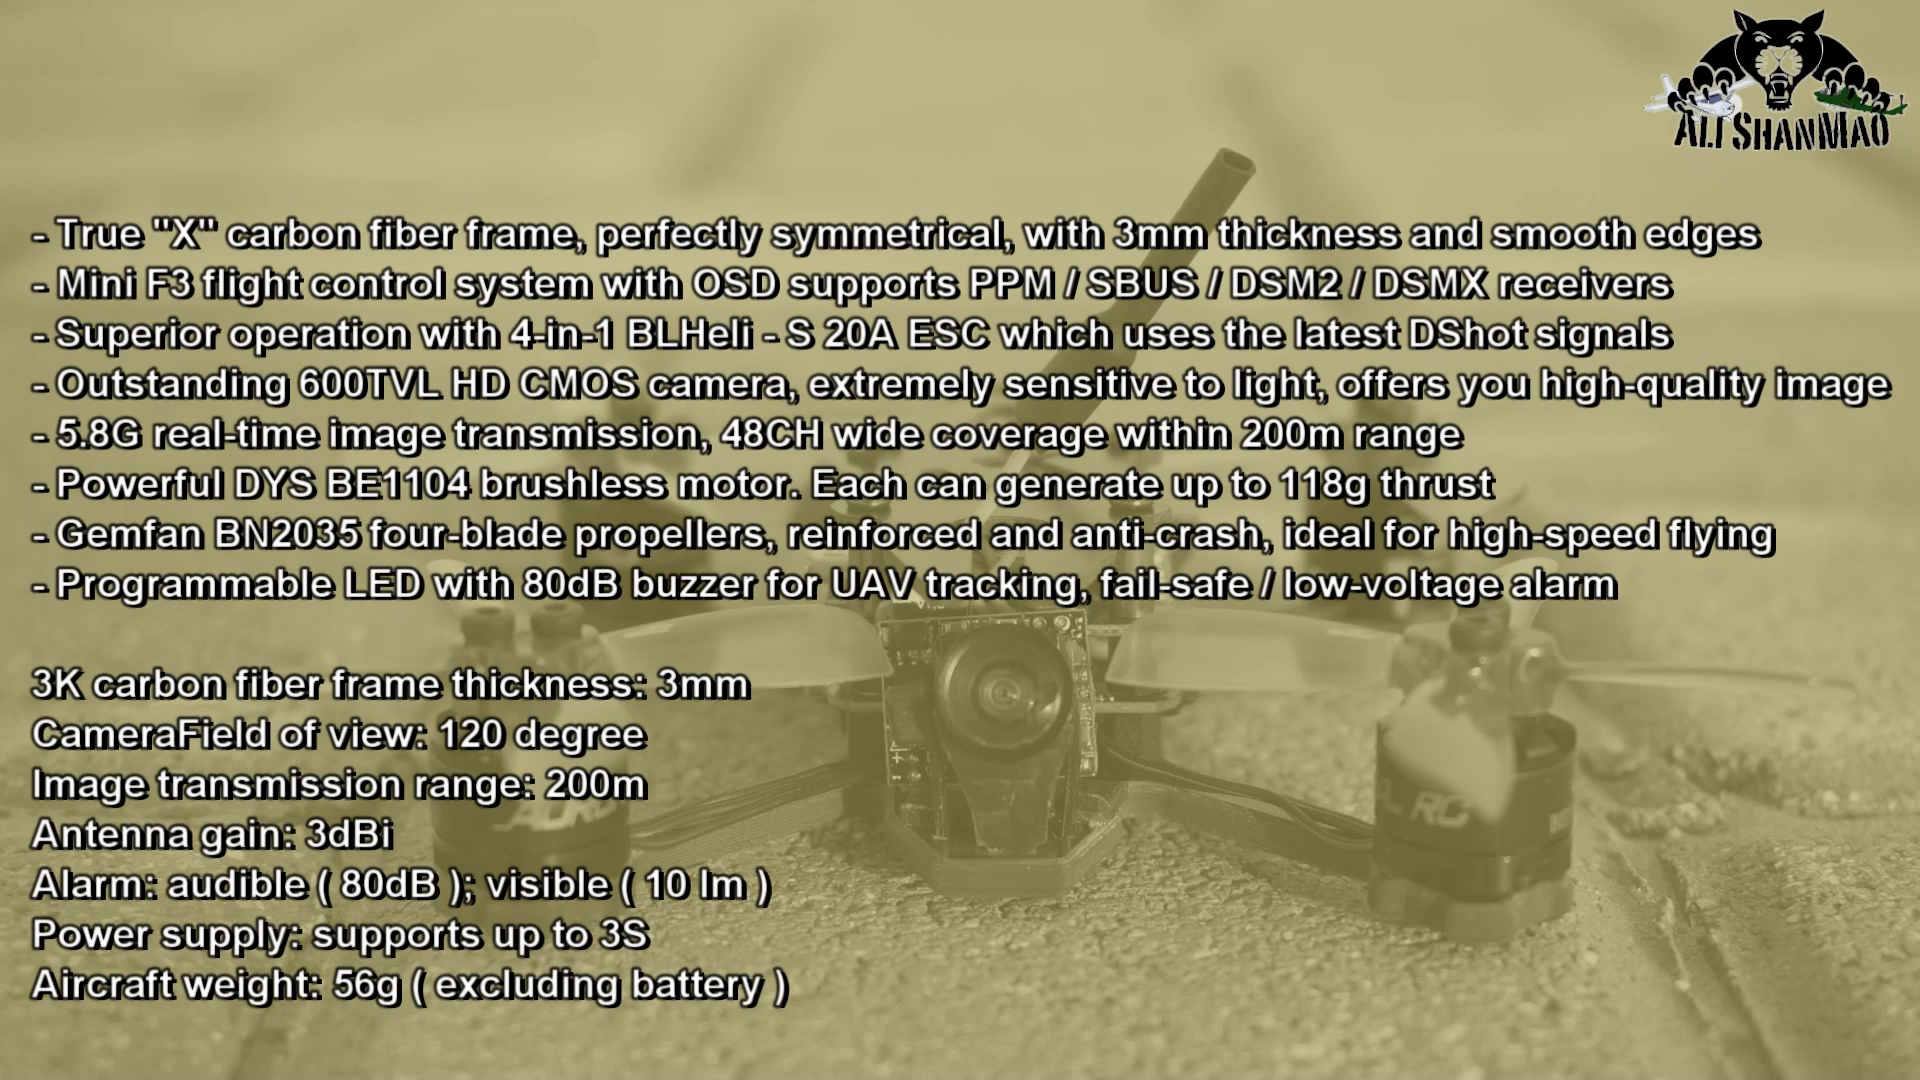 ALI SHANMAO
- True "X" carbon fiber frame, perfectly symmetrical, with 3mm thickness and smooth edges
- Mini F3 flight control system with OSD supports PPM / SBUS / DSM2 / DSMX receivers
- Superior operation with 4-in-1 BLHeli - S 20A ESC which uses the latest DShot signals
- Outstanding 600TVL HD CMOS camera, extremely sensitive to light, offers you high-quality image
- 5.8G real-time image transmission, 48CH wide coverage within 200m range
- Powerful DYS BE1104 brushless motor. Each can generate up to 118g thrust
- Gemfan BN2035 four-blade propellers, reinforced and anti-crash, ideal for high-speed flying
- Programmable LED with 80dB buzzer for UAV tracking, fail-safe / low-voltage alarm
3K carbon fiber frame thickness: 3mm
CameraField of view: 120 degree
Image transmission range: 200m
Antenna gain: 3dBi
Alarm: audible ( 80dB ); visible ( 10 lm )
Power supply: supports up to 3S
Aircraft weight: 56g ( excluding battery )
RC